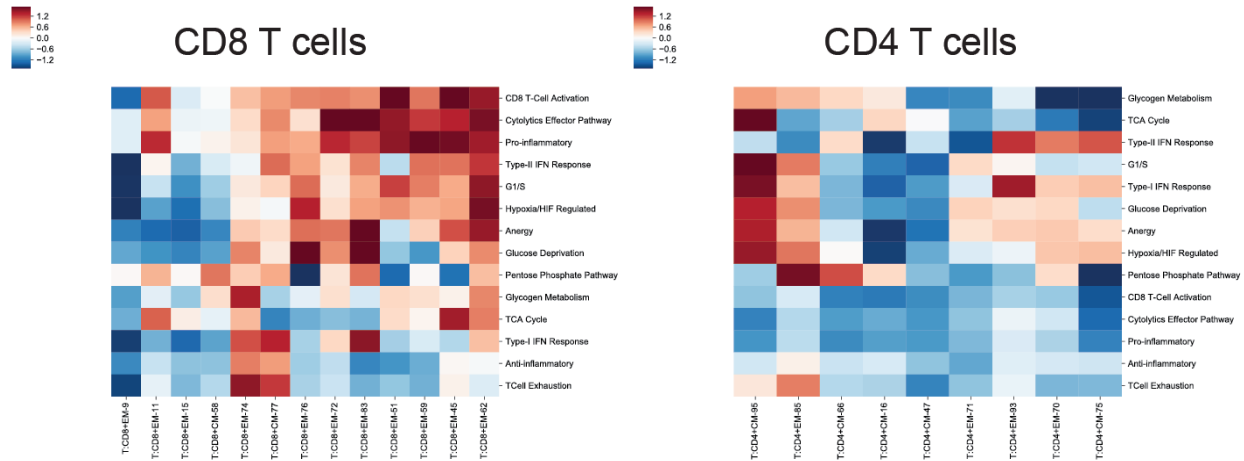 CD8 T cells
1.2
0.6
0.0
−0.6
−1.2
CD8 T-Cell Activation
Cytolytics Effector Pathway
Pro-inflammatory
Type-II IFN Response
G1/S
Hypoxia/HIF Regulated
Anergy
Glucose Deprivation
Pentose Phosphate Pathway
Glycogen Metabolism
TCA Cycle
Type-I IFN Response
Anti-inflammatory
TCell Exhaustion
T:CD8+EM-9
T:CD8+EM-11
T:CD8+EM-15
T:CD8+CM-58
T:CD8+EM-74
T:CD8+CM-77
T:CD8+EM-76
T:CD8+EM-72
T:CD8+EM-83
T:CD8+EM-51
T:CD8+EM-59
T:CD8+EM-45
T:CD8+EM-62
CD4 T cells
1.2
0.6
0.0
−0.6
−1.2
Glycogen Metabolism
TCA Cycle
Type-II IFN Response
G1/S
Type-I IFN Response
Glucose Deprivation
Anergy
Hypoxia/HIF Regulated
Pentose Phosphate Pathway
CD8 T-Cell Activation
Cytolytics Effector Pathway
Pro-inflammatory
Anti-inflammatory
TCell Exhaustion
T:CD4+CM-95
T:CD4+EM-85
T:CD4+CM-66
T:CD4+CM-16
T:CD4+CM-47
T:CD4+EM-71
T:CD4+EM-93
T:CD4+EM-70
T:CD4+CM-75